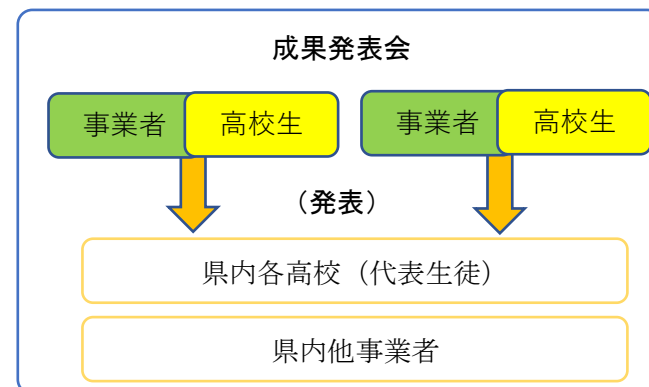 成果発表会
事業者 高校生 事業者 高校生
（発表）
県内各高校（代表生徒）
県内他事業者